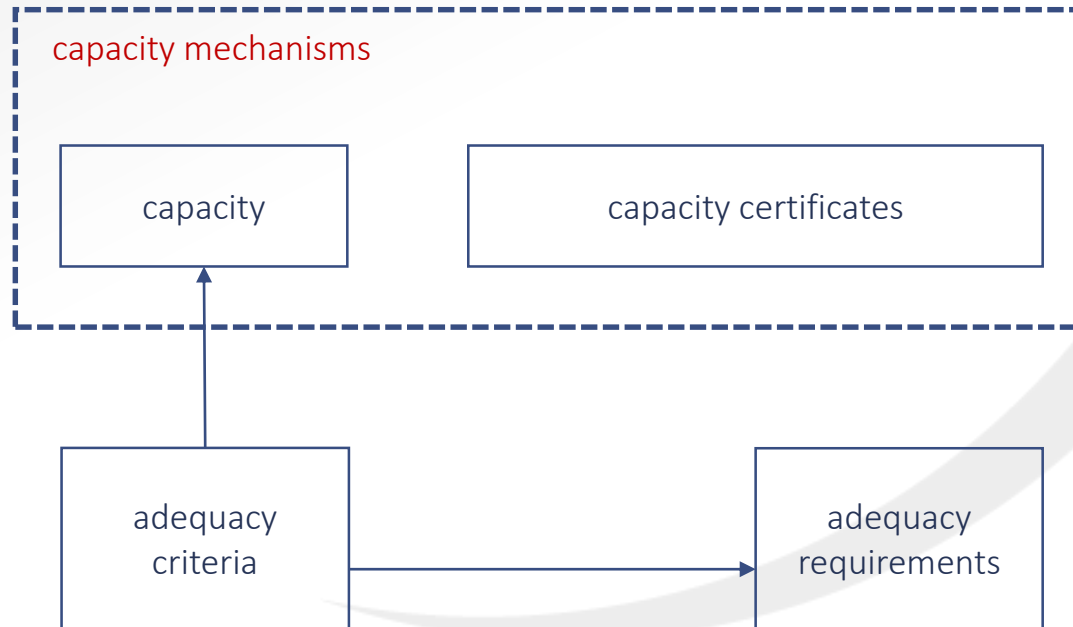 capacity mechanisms
capacity
capacity certificates
adequacy
criteria
adequacy
requirements